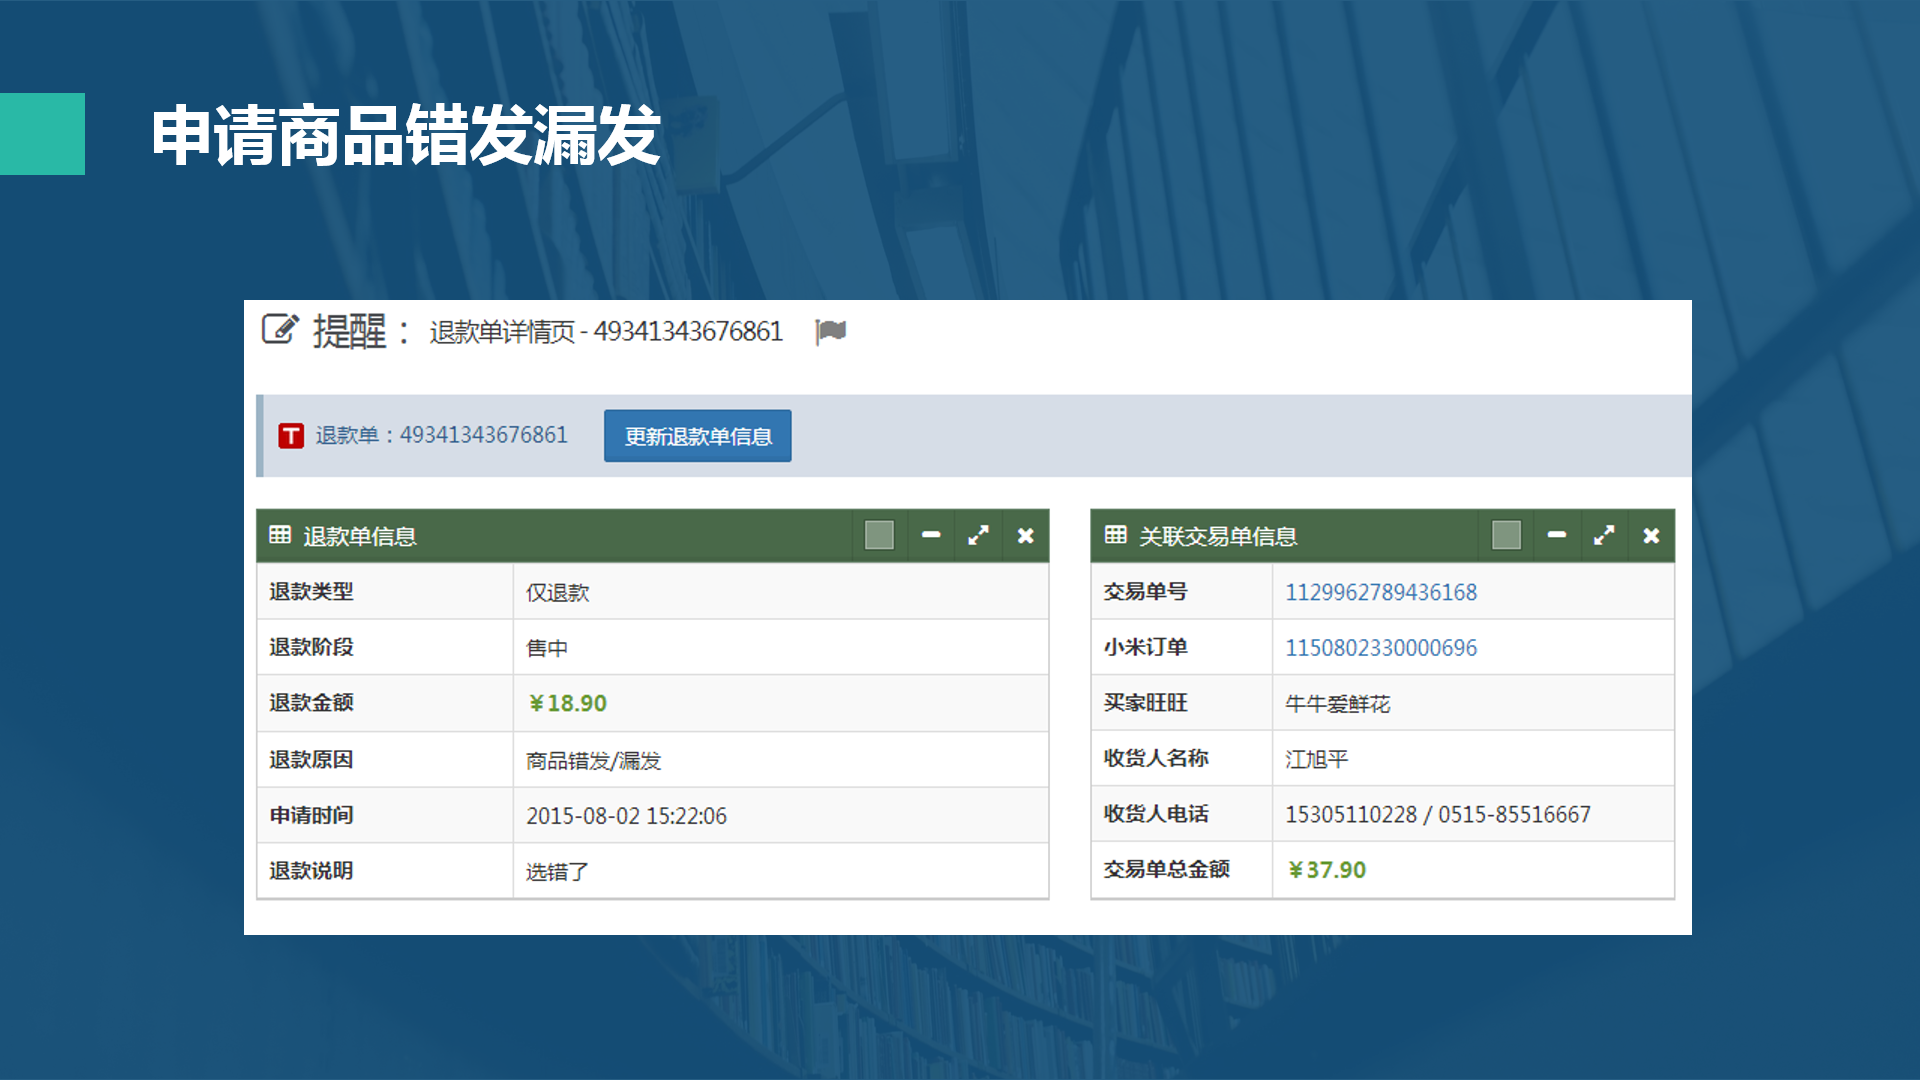 申请商品错发漏发
提醒： 退款单详情页 - 49341343676861
T 退款单：49341343676861 更新退款单信息
退款单信息
退款类型 仅退款
退款阶段 售中
退款金额 ¥18.90
退款原因 商品错发/漏发
申请时间 2015-08-02 15:22:06
退款说明 选错了
关联交易单信息
交易单号 1129962789436168
小米订单 1150802330000696
买家旺旺 牛牛爱鲜花
收货人名称 江旭平
收货人电话 15305110228 / 0515-85516667
交易单总金额 ¥37.90